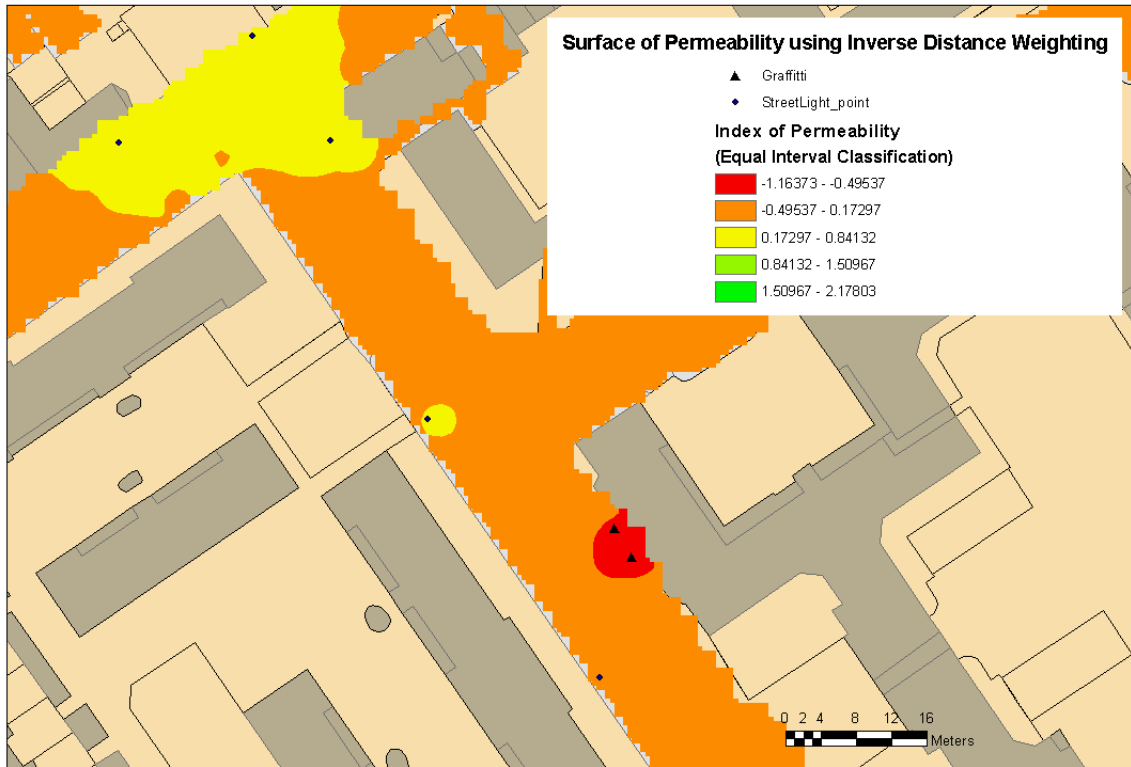 Surface of Permeability using Inverse Distance Weighting
Graffitti
StreetLight_point
Index of Permeability
(Equal Interval Classification)
-1.16373 - -0.49537
-0.49537 - 0.17297
0.17297 - 0.84132
0.84132 - 1.50967
1.50967 - 2.17803
0 2 4 8 12 16
Meters